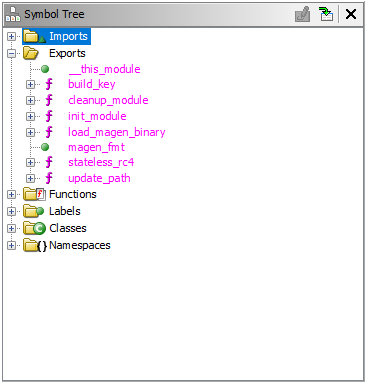 Symbol Tree
Imports
Exports
__this_module
build_key
cleanup_module
init_module
load_magen_binary
magen_fmt
stateless_rc4
update_path
Functions
Labels
Classes
Namespaces